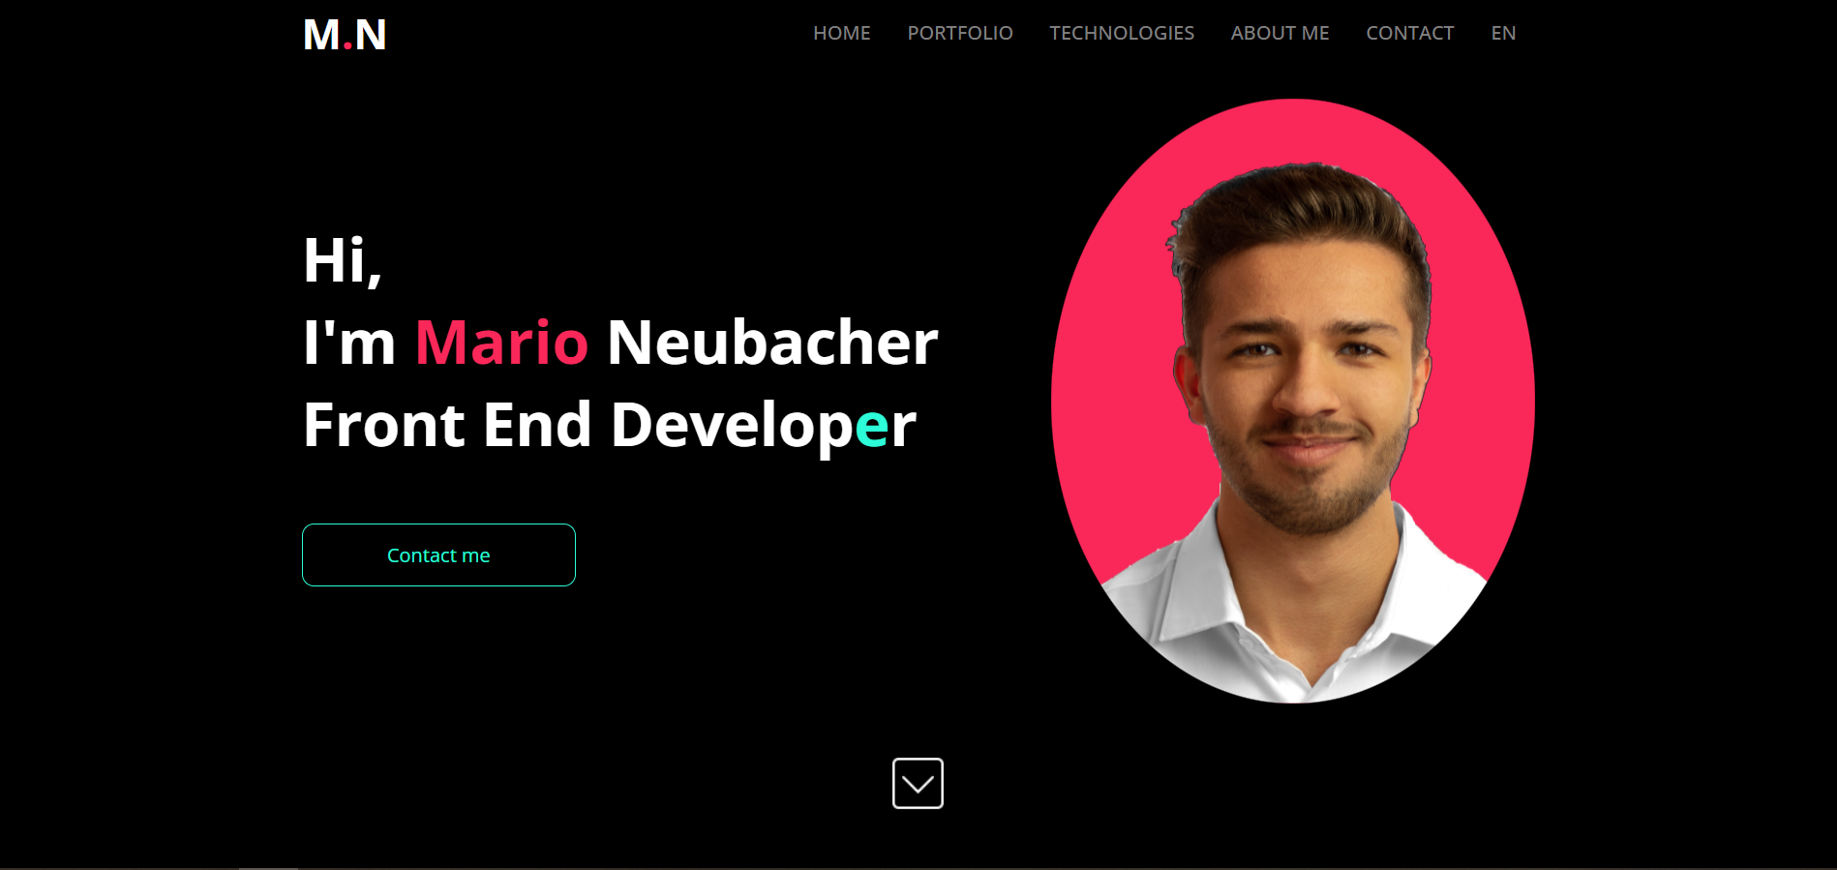 M.N
HOME PORTFOLIO TECHNOLOGIES ABOUT ME CONTACT EN
Hi,
I'm Mario Neubacher
Front End Developer
Contact me